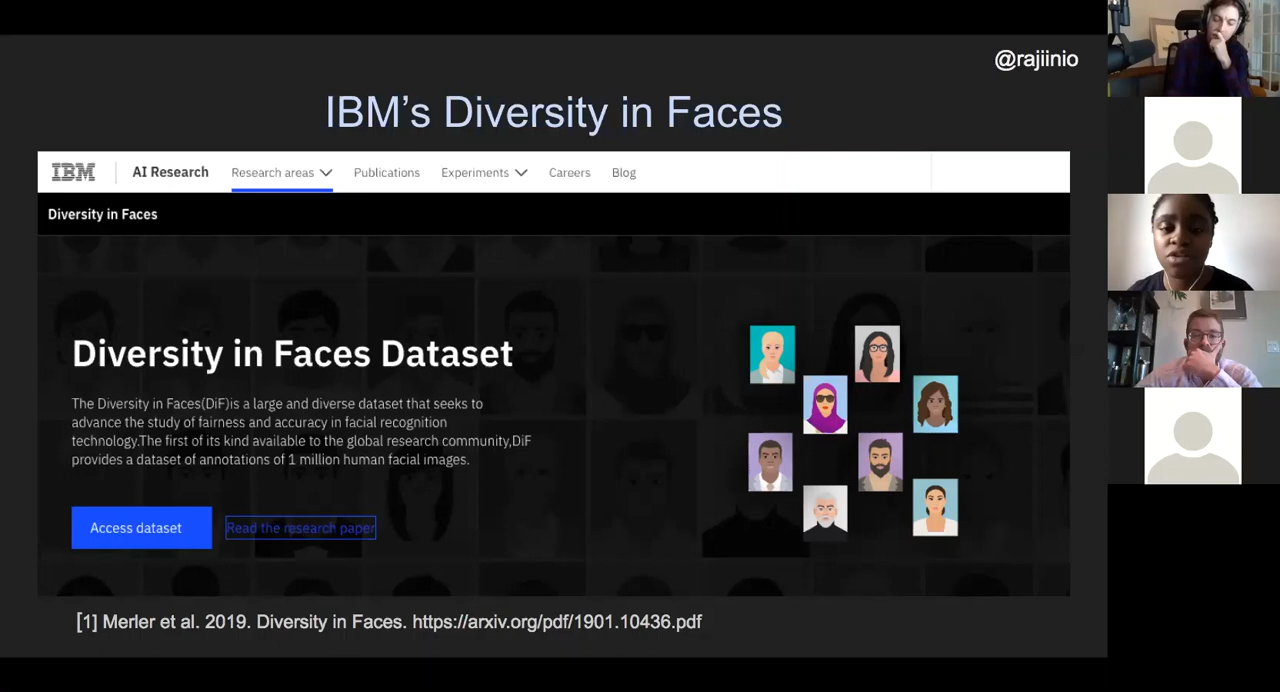 @rajiinio
IBM's Diversity in Faces
IBM AI Research Research areas Publications Experiments Careers Blog
Diversity in Faces
Diversity in Faces Dataset
The Diversity in Faces(DiF)is a large and diverse dataset that seeks to
advance the study of fairness and accuracy in facial recognition
technology.The first of its kind available to the global research community,DiF
provides a dataset of annotations of 1 million human facial images.
Access dataset Read the research paper
[1] Merler et al. 2019. Diversity in Faces. https://arxiv.org/pdf/1901.10436.pdf